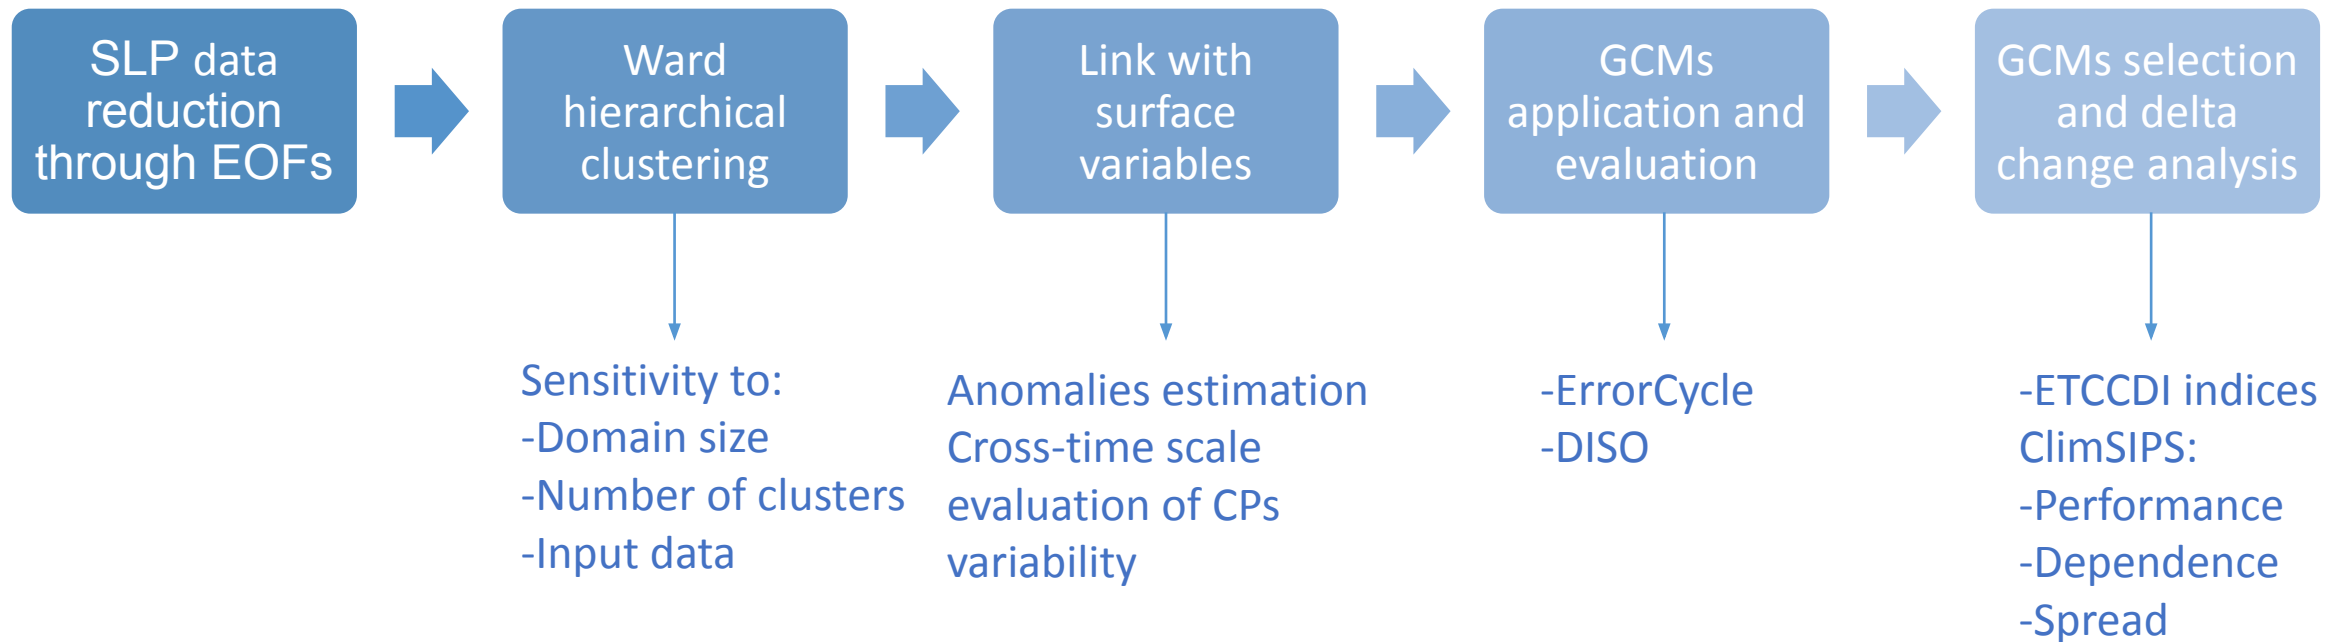 SLP data
reduction
through EOFs
Ward
hierarchical
clustering
Link with
surface
variables
GCMs
application and
evaluation
GCMs selection
and delta
change analysis
Sensitivity to:
-Domain size
-Number of clusters
-Input data
Anomalies estimation
Cross-time scale
evaluation of CPs
variability
-ErrorCycle
-DISO
-ETCCDI indices
ClimSIPS:
-Performance
-Dependence
-Spread